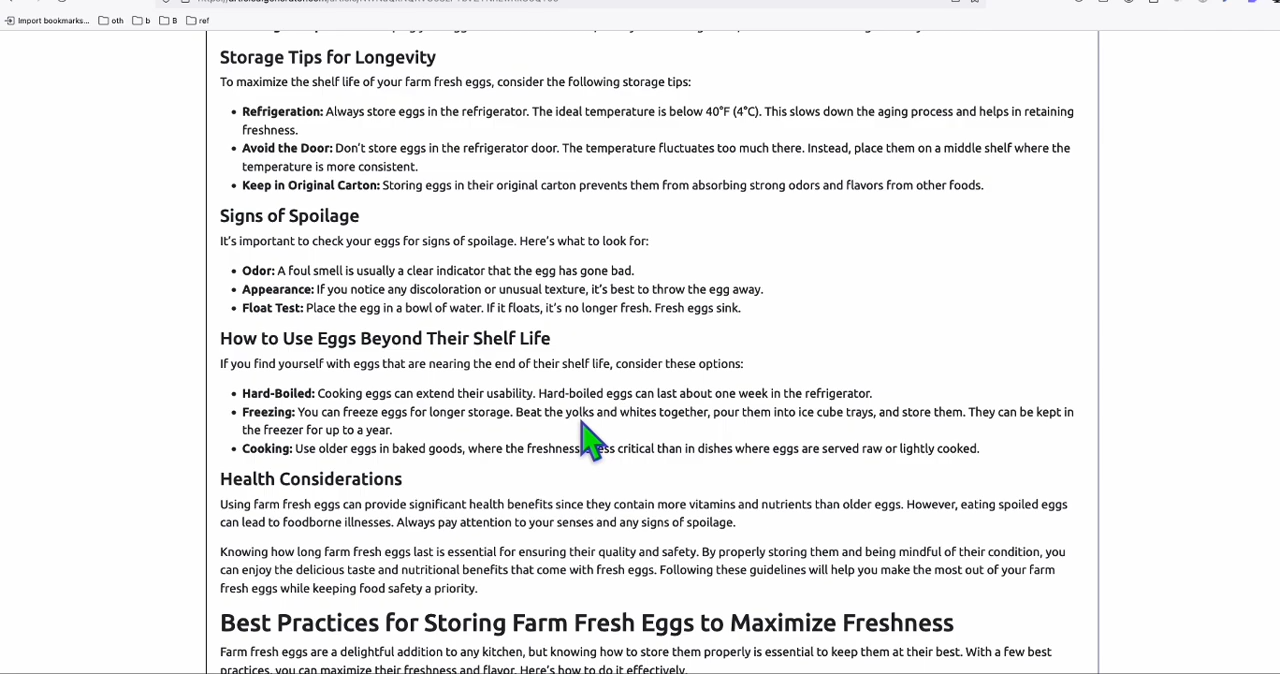 Import bookmarks... oth b B ref
Storage Tips for Longevity
To maximize the shelf life of your farm fresh eggs, consider the following storage tips:
• Refrigeration: Always store eggs in the refrigerator. The ideal temperature is below 40°F (4°C). This slows down the aging process and helps in retaining
freshness.
• Avoid the Door: Don't store eggs in the refrigerator door. The temperature fluctuates too much there. Instead, place them on a middle shelf where the
temperature is more consistent.
• Keep in Original Carton: Storing eggs in their original carton prevents them from absorbing strong odors and flavors from other foods.
Signs of Spoilage
It's important to check your eggs for signs of spoilage. Here's what to look for:
• Odor: A foul smell is usually a clear indicator that the egg has gone bad.
• Appearance: If you notice any discoloration or unusual texture, it's best to throw the egg away.
• Float Test: Place the egg in a bowl of water. If it floats, it's no longer fresh. Fresh eggs sink.
How to Use Eggs Beyond Their Shelf Life
If you find yourself with eggs that are nearing the end of their shelf life, consider these options:
• Hard-Boiled: Cooking eggs can extend their usability. Hard-boiled eggs can last about one week in the refrigerator.
• Freezing: You can freeze eggs for longer storage. Beat the yolks and whites together, pour them into ice cube trays, and store them. They can be kept in
the freezer for up to a year.
• Cooking: Use older eggs in baked goods, where the freshness critical than in dishes where eggs are served raw or lightly cooked.
Health Considerations
Using farm fresh eggs can provide significant health benefits since they contain more vitamins and nutrients than older eggs. However, eating spoiled eggs
can lead to foodborne illnesses. Always pay attention to your senses and any signs of spoilage.
Knowing how long farm fresh eggs last is essential for ensuring their quality and safety. By properly storing them and being mindful of their condition, you
can enjoy the delicious taste and nutritional benefits that come with fresh eggs. Following these guidelines will help you make the most out of your farm
fresh eggs while keeping food safety a priority.
Best Practices for Storing Farm Fresh Eggs to Maximize Freshness
Farm fresh eggs are a delightful addition to any kitchen, but knowing how to store them properly is essential to keep them at their best. With a few best
practices, you can maximize their freshness and flavor. Here's how to do it effectively.